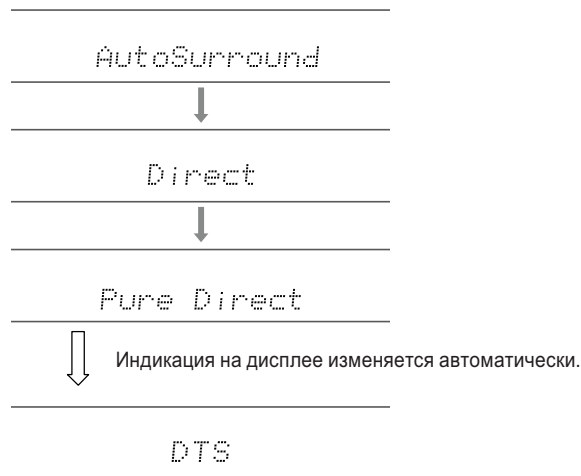 AutoSurround
Direct
Pure Direct
Индикация на дисплее изменяется автоматически.
DTS